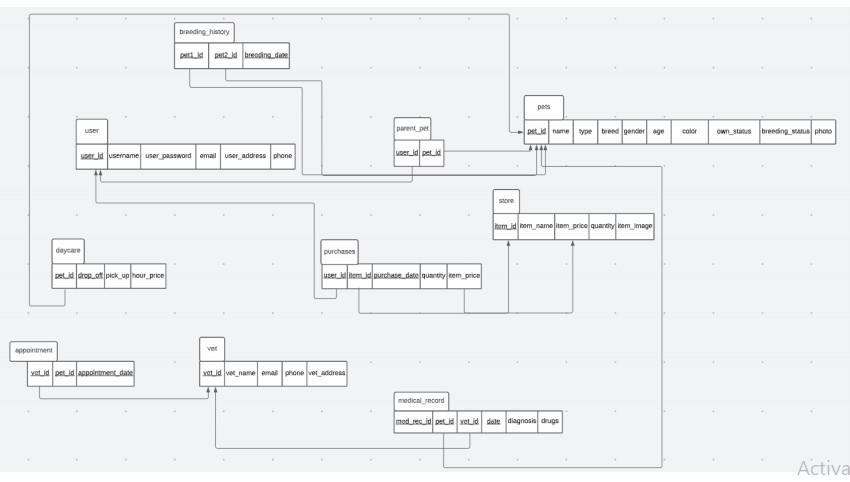 breeding_history
pet1_id pet2_id breeding_date
pets
pet_id name type breed gender age color own_status breeding_status photo
user
user_id username user_password email user_address phone
parent_pet
user_id pet_id
store
item_id item_name item_price quantity item_image
daycare
pet_id drop_off pick_up hour_price
purchases
user_id item_id purchase_date quantity item_price
appointment
vet_id pet_id appointment_date
vet
vet_id vet_name email phone vet_address
medical_record
med_rec_id pet_id vet_id date diagnosis drugs
Activa